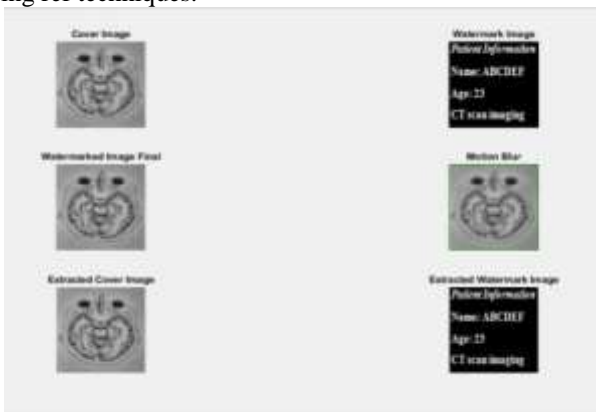 techniques.
Cover Image
Watermark Image
Patient Information
Name: ABCDEF
Age: 23
CT scan imaging
Watermarked Image Final
Motion Blur
Extracted Cover Image
Extracted Watermark Image
Patient Information
Name: ABCDEF
Age: 23
CT scan imaging